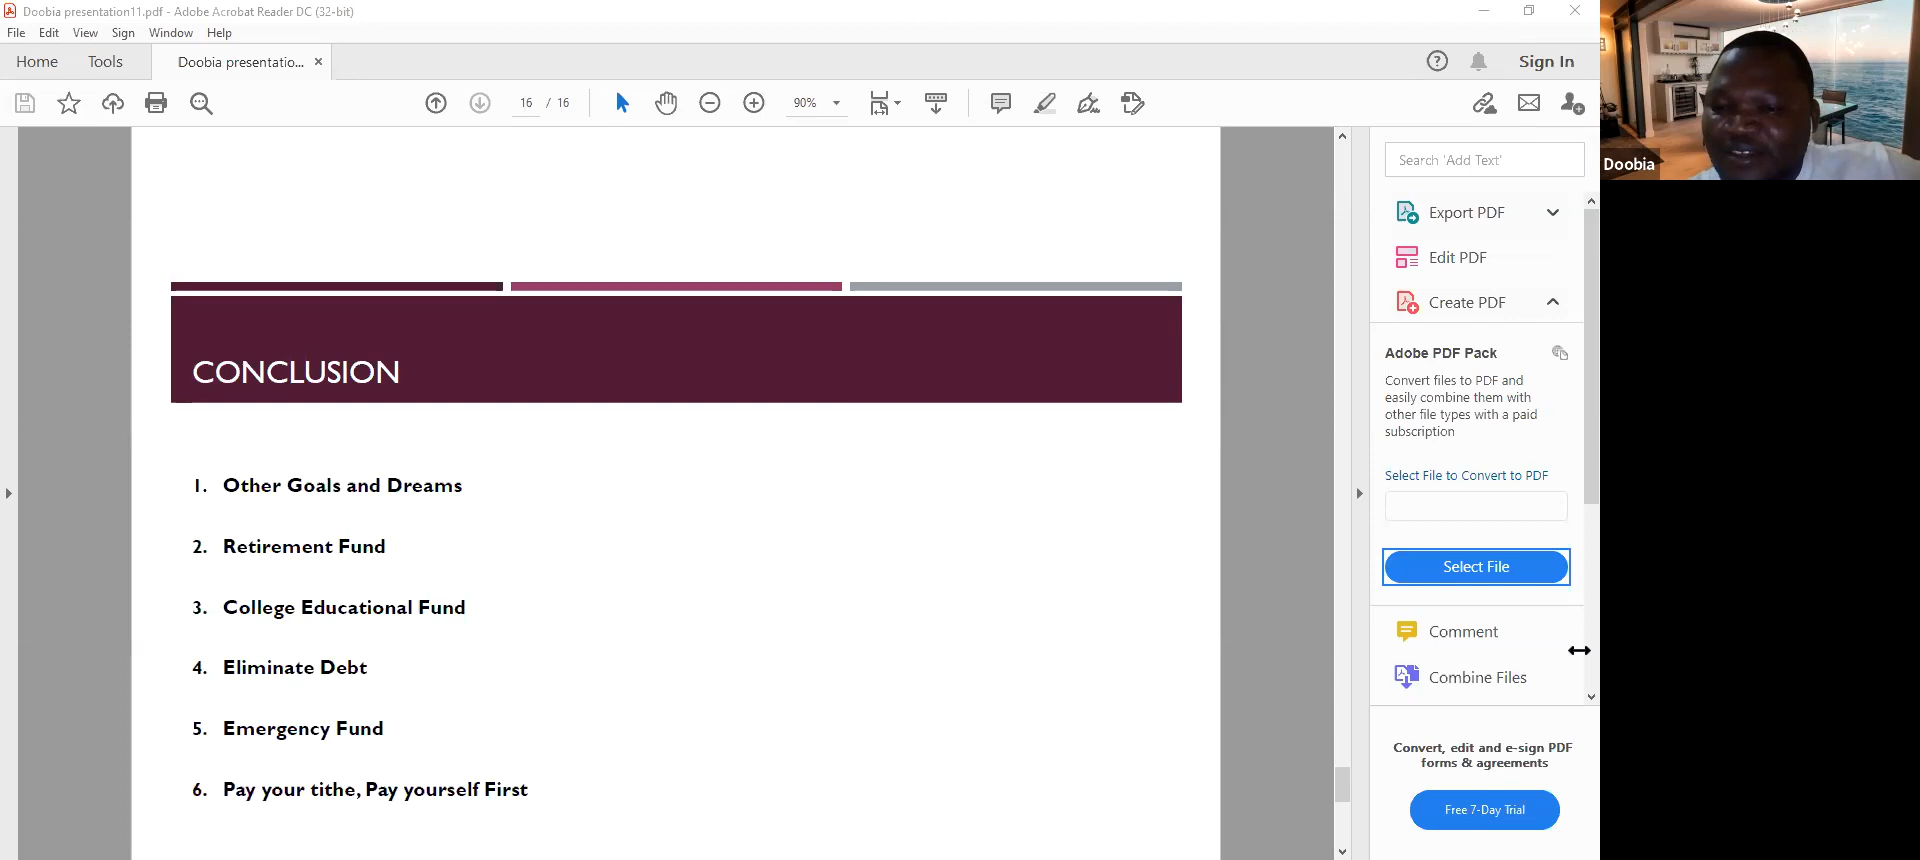 Doobia presentation11.pdf - Adobe Acrobat Reader DC (32-bit)
File Edit View Sign Window Help
Home Tools Doobia presentatio... × Sign In
16 / 16 90%
Search 'Add Text'
Doobia
Export PDF
Edit PDF
Create PDF
Adobe PDF Pack
Convert files to PDF and
easily combine them with
other file types with a paid
subscription
Select File to Convert to PDF
Select File
Comment
Combine Files
Convert, edit and e-sign PDF
forms & agreements
Free 7-Day Trial
CONCLUSION
1. Other Goals and Dreams
2. Retirement Fund
3. College Educational Fund
4. Eliminate Debt
5. Emergency Fund
6. Pay your tithe, Pay yourself First